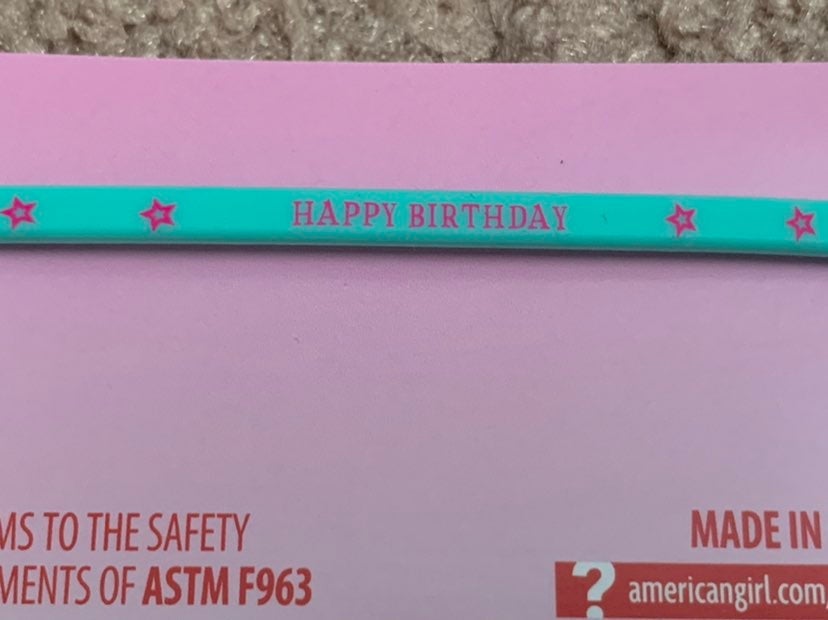 HAPPY BIRTHDAY
MS TO THE SAFETY
MENTS OF ASTM F963
MADE IN
? americangirl.com/